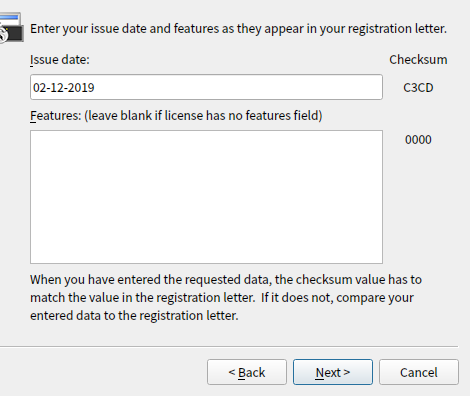 Enter your issue date and features as they appear in your registration letter.
Issue date:
Checksum
02-12-2019
C3CD
Features: (leave blank if license has no features field)
0000
When you have entered the requested data, the checksum value has to
match the value in the registration letter.  If it does not, compare your
entered data to the registration letter.
< Back
Next >
Cancel